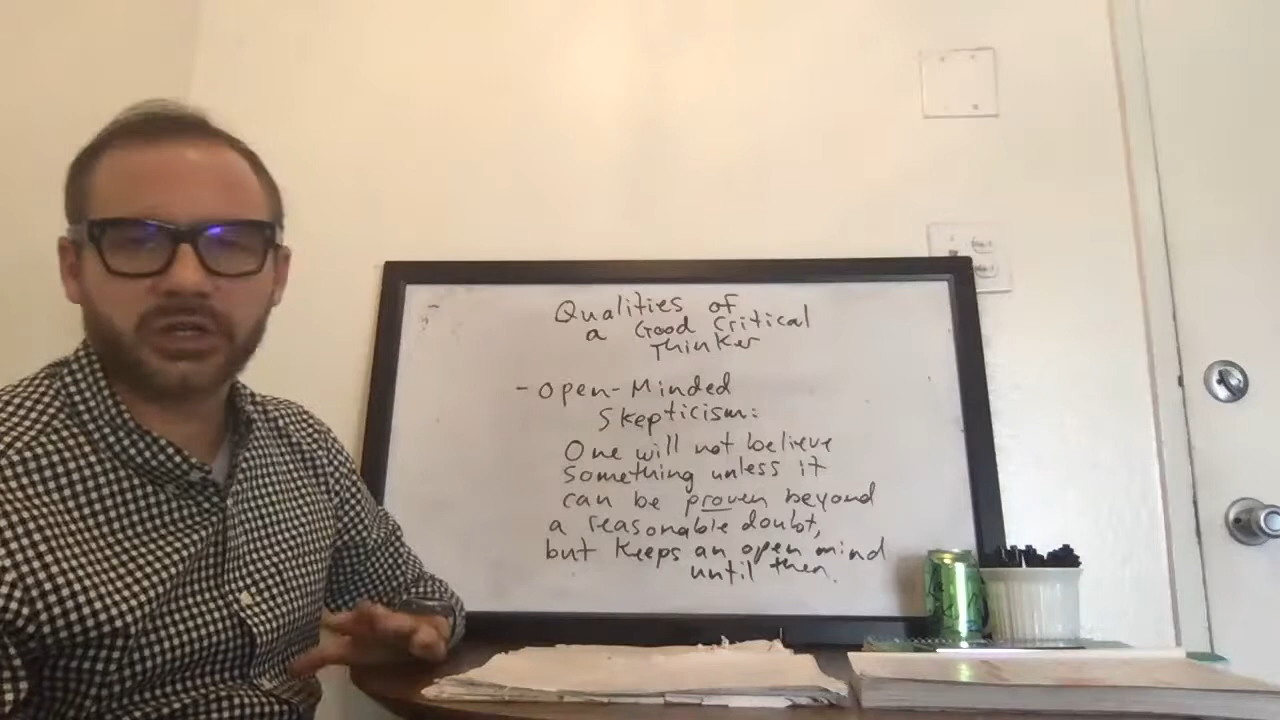 Qualities of
a Good Critical
Thinker
- Open-Minded
Skepticism:
One will not believe
something unless it
can be proven beyond
a reasonable doubt,
but keeps an open mind
until then.